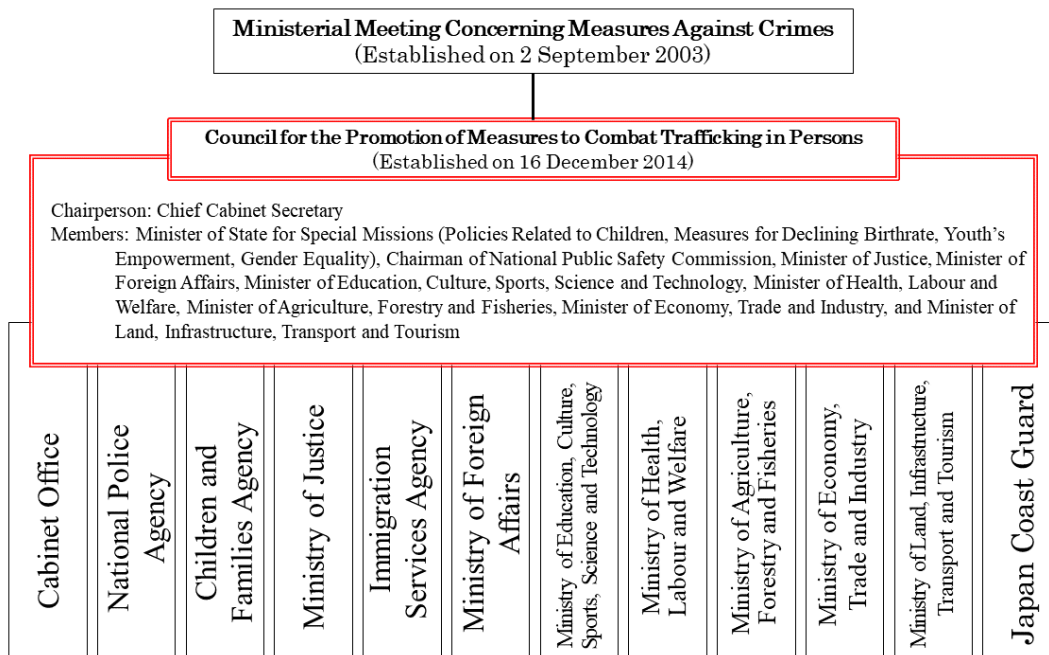 Ministerial Meeting Concerning Measures Against Crimes
(Established on 2 September 2003)
Council for the Promotion of Measures to Combat Trafficking in Persons
(Established on 16 December 2014)
Chairperson: Chief Cabinet Secretary
Members: Minister of State for Special Missions (Policies Related to Children, Measures for Declining Birthrate, Youth’s
Empowerment, Gender Equality), Chairman of National Public Safety Commission, Minister of Justice, Minister of
Foreign Affairs, Minister of Education, Culture, Sports, Science and Technology, Minister of Health, Labour and
Welfare, Minister of Agriculture, Forestry and Fisheries, Minister of Economy, Trade and Industry, and Minister of
Land, Infrastructure, Transport and Tourism
Cabinet Office
National Police
Agency
Children and
Families Agency
Ministry of Justice
Immigration
Services Agency
Ministry of Foreign
Affairs
Ministry of Education, Culture,
Sports, Science and Technology
Ministry of Health,
Labour and Welfare
Ministry of Agriculture,
Forestry and Fisheries
Ministry of Economy,
Trade and Industry
Ministry of Land, Infrastructure,
Transport and Tourism
Japan Coast Guard